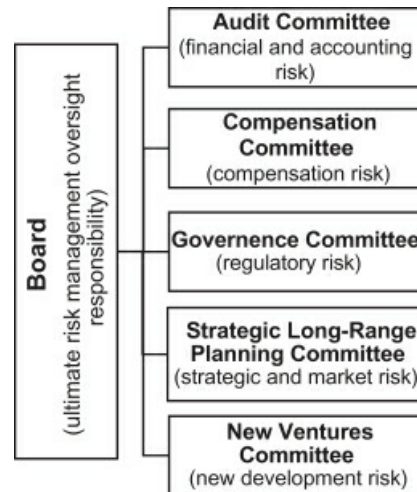 Board
(ultimate risk management oversight
responsibility)
Audit Committee
(financial and accounting
risk)
Compensation
Committee
(compensation risk)
Governence Committee
(regulatory risk)
Strategic Long-Range
Planning Committee
(strategic and market risk)
New Ventures
Committee
(new development risk)